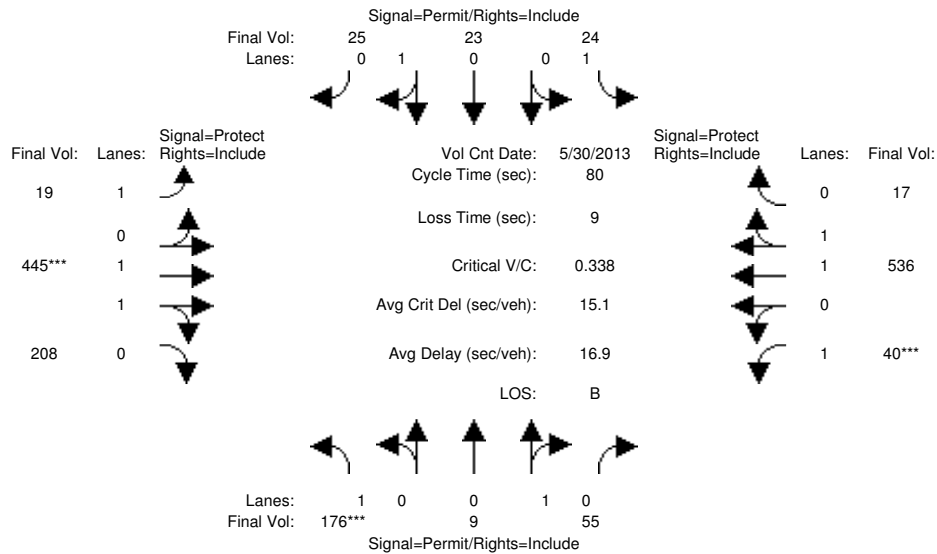 Signal=Permit/Rights=Include
Final Vol: 25 23 24
Lanes: 0 1 0 0 1
Signal=Protect
Final Vol: Lanes: Rights=Include
Vol Cnt Date: 5/30/2013
Signal=Protect
Rights=Include Lanes: Final Vol:
Cycle Time (sec): 80
19 1
0 17
Loss Time (sec): 9
0
1
445*** 1
Critical V/C: 0.338
1 536
1
Avg Crit Del (sec/veh): 15.1
0
208 0
Avg Delay (sec/veh): 16.9
1 40***
LOS: B
Lanes: 1 0 0 1 0
Final Vol: 176*** 9 55
Signal=Permit/Rights=Include